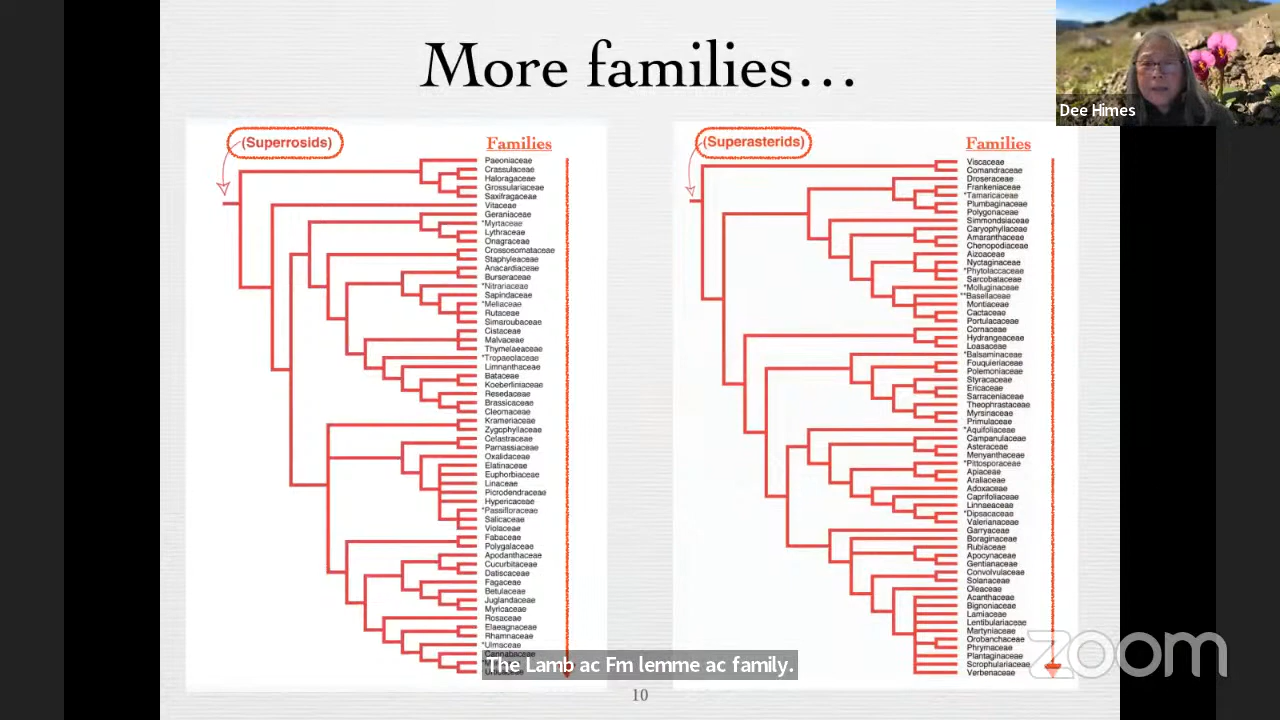 More families…
Dee Himes
(Superrosids)
Families
Paeoniaceae
Crassulaceae
Haloragaceae
Grossulariaceae
Saxifragaceae
Vitaceae
Geraniaceae
*Myrtaceae
Lythraceae
Onagraceae
Crossosomataceae
Staphyleaceae
Anacardiaceae
Burseraceae
*Nitrariaceae
Sapindaceae
*Meliaceae
Rutaceae
Simaroubaceae
Cistaceae
Malvaceae
Thymelaeaceae
*Tropaeolaceae
Limnanthaceae
Bataceae
Koeberliniaceae
Resedaceae
Brassicaceae
Cleomaceae
Krameriaceae
Zygophyllaceae
Celastraceae
Parnassiaceae
Oxalidaceae
Elatinaceae
Euphorbiaceae
Linaceae
Picrodendraceae
Hypericaceae
*Passifloraceae
Salicaceae
Violaceae
Fabaceae
Polygalaceae
Apodanthaceae
Cucurbitaceae
Datiscaceae
Fagaceae
Betulaceae
Juglandaceae
Myricaceae
Rosaceae
Elaeagnaceae
Rhamnaceae
*Ulmaceae
(Superasterids)
Families
Viscaceae
Comandraceae
Droseraceae
Frankeniaceae
*Tamaricaceae
Plumbaginaceae
Polygonaceae
Simmondsiaceae
Caryophyllaceae
Amaranthaceae
Chenopodiaceae
Aizoaceae
Nyctaginaceae
*Phytolaccaceae
Sarcobataceae
*Molluginaceae
**Basellaceae
Montiaceae
Cactaceae
Portulacaceae
Cornaceae
Hydrangeaceae
Loasaceae
*Balsaminaceae
Fouquieriaceae
Polemoniaceae
Styracaceae
Ericaceae
Sarraceniaceae
Theophrastaceae
Myrsinaceae
Primulaceae
*Aquifoliaceae
Campanulaceae
Asteraceae
Menyanthaceae
*Pittosporaceae
Apiaceae
Araliaceae
Adoxaceae
Caprifoliaceae
Linnaeaceae
*Dipsacaceae
Valerianaceae
Garryaceae
Boraginaceae
Rubiaceae
Apocynaceae
Gentianaceae
Convolvulaceae
Solanaceae
Oleaceae
Acanthaceae
Bignoniaceae
Lamiaceae
Lentibulariaceae
Martyniaceae
Orobanchaceae
Phrymaceae
Plantaginaceae
Scrophulariaceae
Verbenaceae
The Lamb ac Fm lemme ac family.
zoom
10